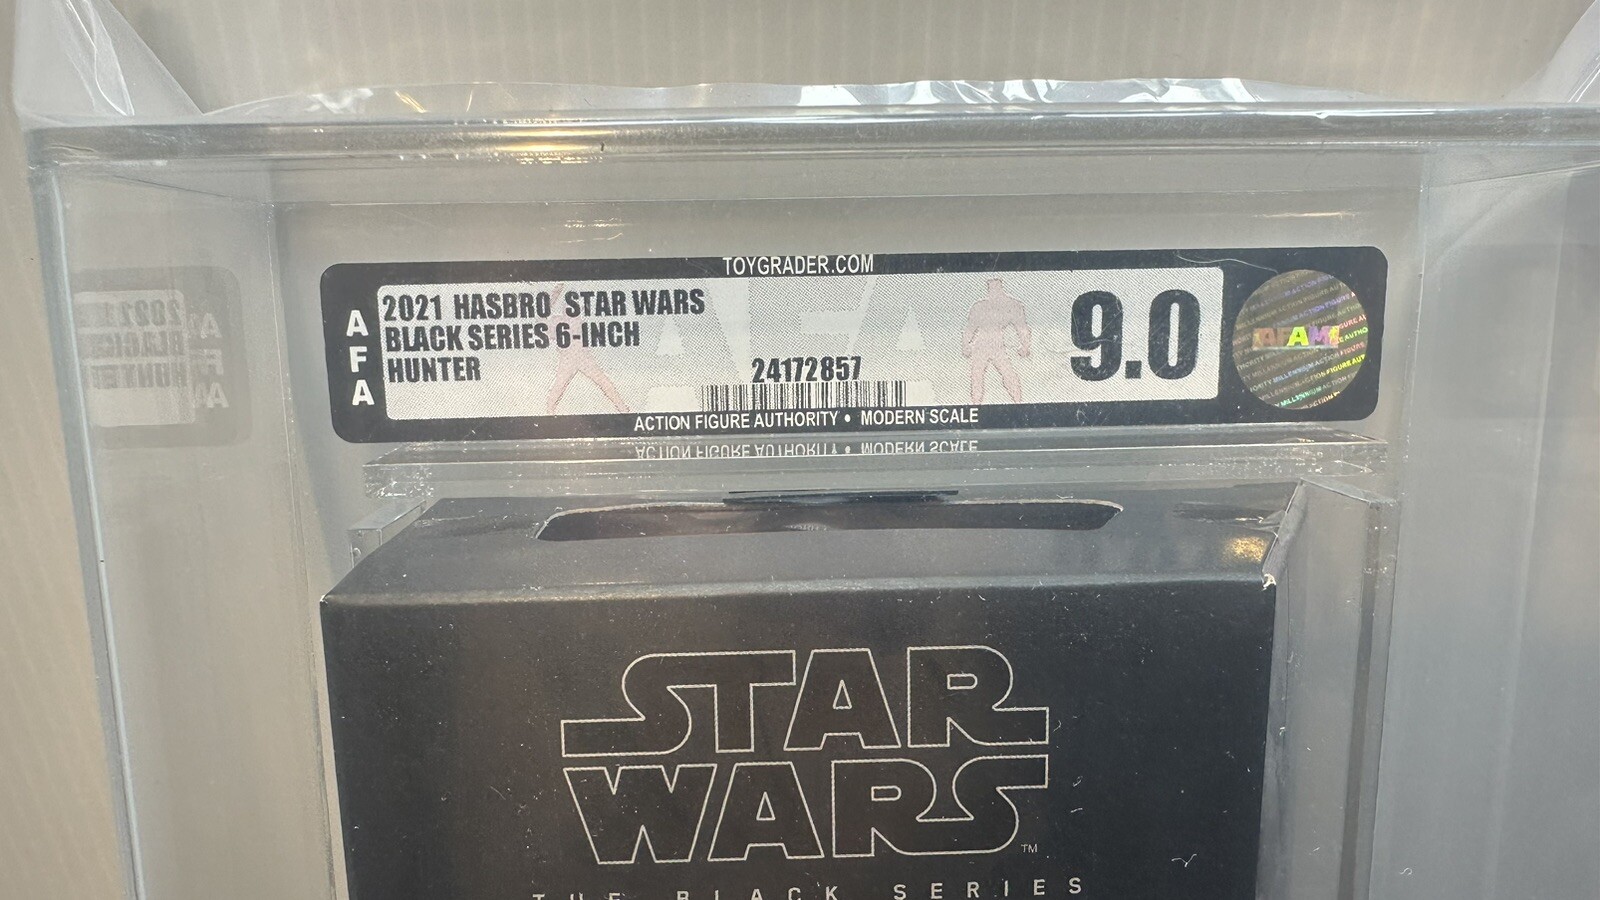 TOYGRADER.COM
AFA
2021 HASBRO STAR WARS
BLACK SERIES 6-INCH
HUNTER
24172857
9.0
ACTION FIGURE AUTHORITY • MODERN SCALE
STAR
WARS
TM
THE BLACK SERIES